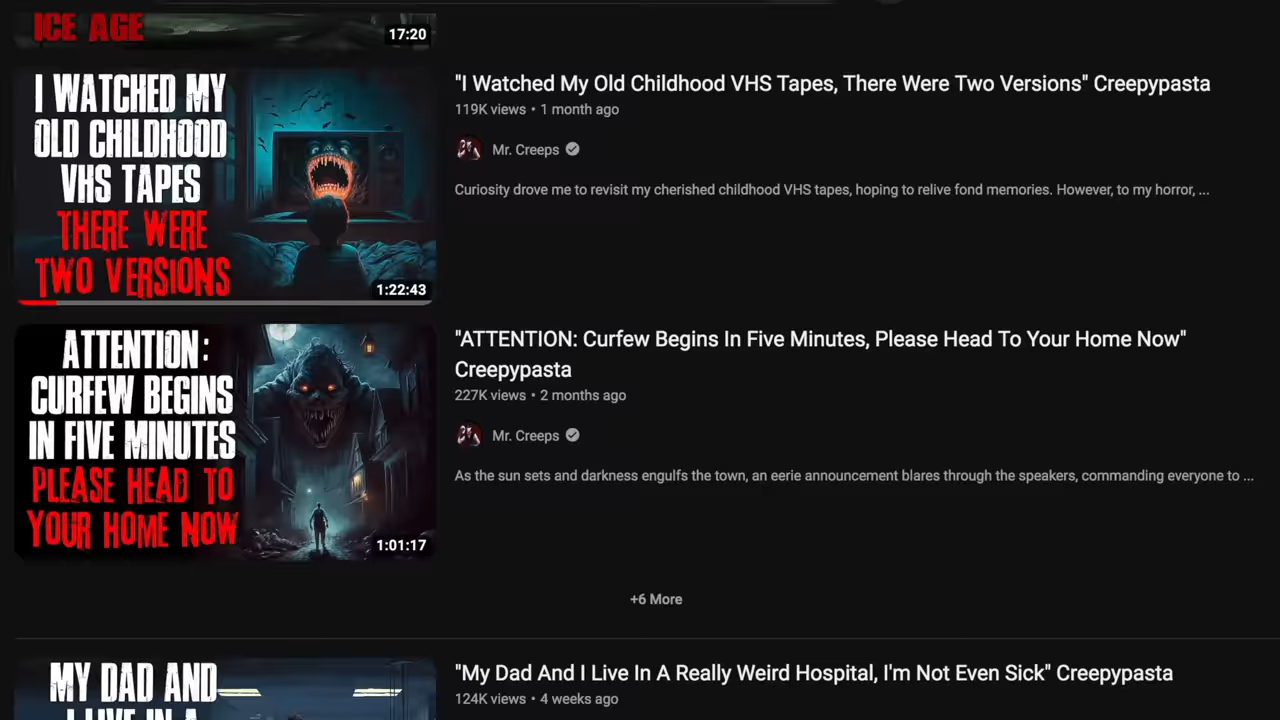 ICE AGE
17:20
I WATCHED MY
OLD CHILDHOOD
VHS TAPES
THERE WERE
TWO VERSIONS
1:22:43
"I Watched My Old Childhood VHS Tapes, There Were Two Versions" Creepypasta
119K views • 1 month ago
Mr. Creeps
Curiosity drove me to revisit my cherished childhood VHS tapes, hoping to relive fond memories. However, to my horror, ...
ATTENTION:
CURFEW BEGINS
IN FIVE MINUTES
PLEASE HEAD TO
YOUR HOME NOW
1:01:17
"ATTENTION: Curfew Begins In Five Minutes, Please Head To Your Home Now"
Creepypasta
227K views • 2 months ago
Mr. Creeps
As the sun sets and darkness engulfs the town, an eerie announcement blares through the speakers, commanding everyone to ...
+6 More
MY DAD AND
I LIVE IN A
"My Dad And I Live In A Really Weird Hospital, I'm Not Even Sick" Creepypasta
124K views • 4 weeks ago